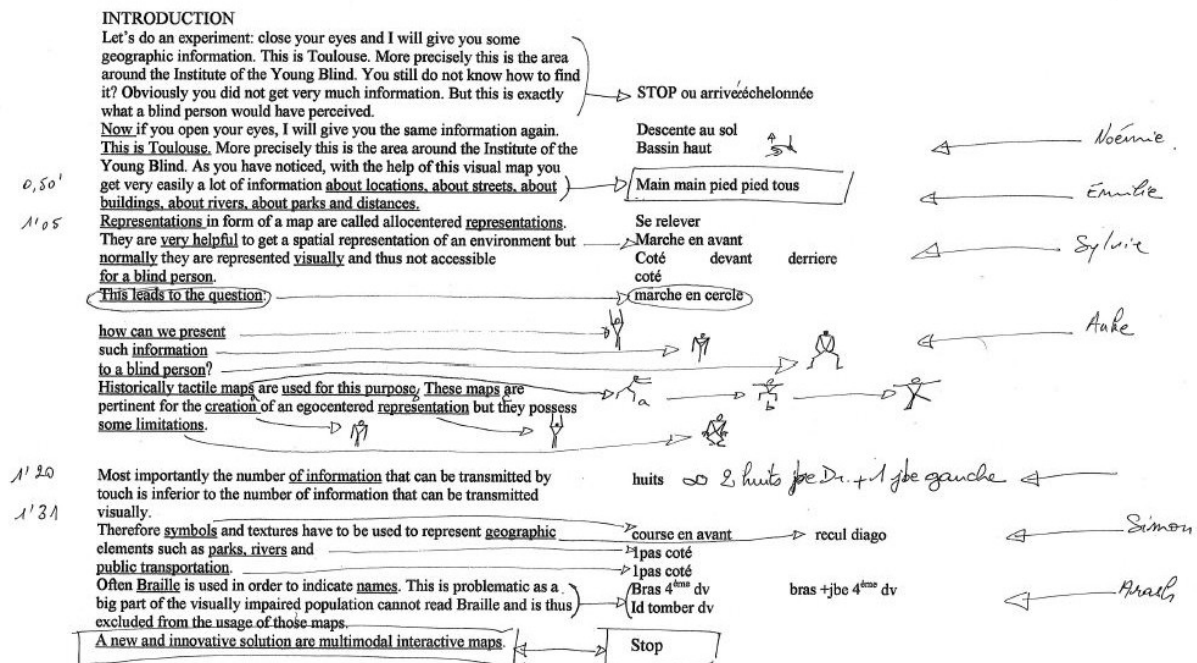 INTRODUCTION
Let's do an experiment: close your eyes and I will give you some
geographic information. This is Toulouse. More precisely this is the area
around the Institute of the Young Blind. You still do not know how to find
it? Obviously you did not get very much information. But this is exactly
what a blind person would have perceived.
STOP ou arrivéréchelonnée
Now if you open your eyes, I will give you the same information again.
Descente au sol
This is Toulouse. More precisely this is the area around the Institute of the
Bassin haut
Noémie.
Young Blind. As you have noticed, with the help of this visual map you
0,50'
get very easily a lot of information about locations, about streets, about
Main main pied pied tous
Émilie
buildings, about rivers, about parks and distances.
1'05
Representations in form of a map are called allocentered representations.
Se relever
They are very helpful to get a spatial representation of an environment but
Marche en avant
Sylvie
normally they are represented visually and thus not accessible
Coté devant derriere
for a blind person.
coté
This leads to the question:
marche en cercle
how can we present
Anke
such information
to a blind person?
Historically tactile maps are used for this purpose. These maps are
a b
pertinent for the creation of an egocentered representation but they possess
some limitations.
1'20
Most importantly the number of information that can be transmitted by
huits ∞ 2 huits jbe Dr. + 1 jbe gauche
touch is inferior to the number of information that can be transmitted
1'31
visually.
Therefore symbols and textures have to be used to represent geographic
course en avant recul diago
Simon
elements such as parks, rivers and
1pas coté
public transportation.
1pas coté
Often Braille is used in order to indicate names. This is problematic as a
Bras 4ème dv bras +jbe 4ème dv
Arash
big part of the visually impaired population cannot read Braille and is thus
Id tomber dv
excluded from the usage of those maps.
A new and innovative solution are multimodal interactive maps.
Stop